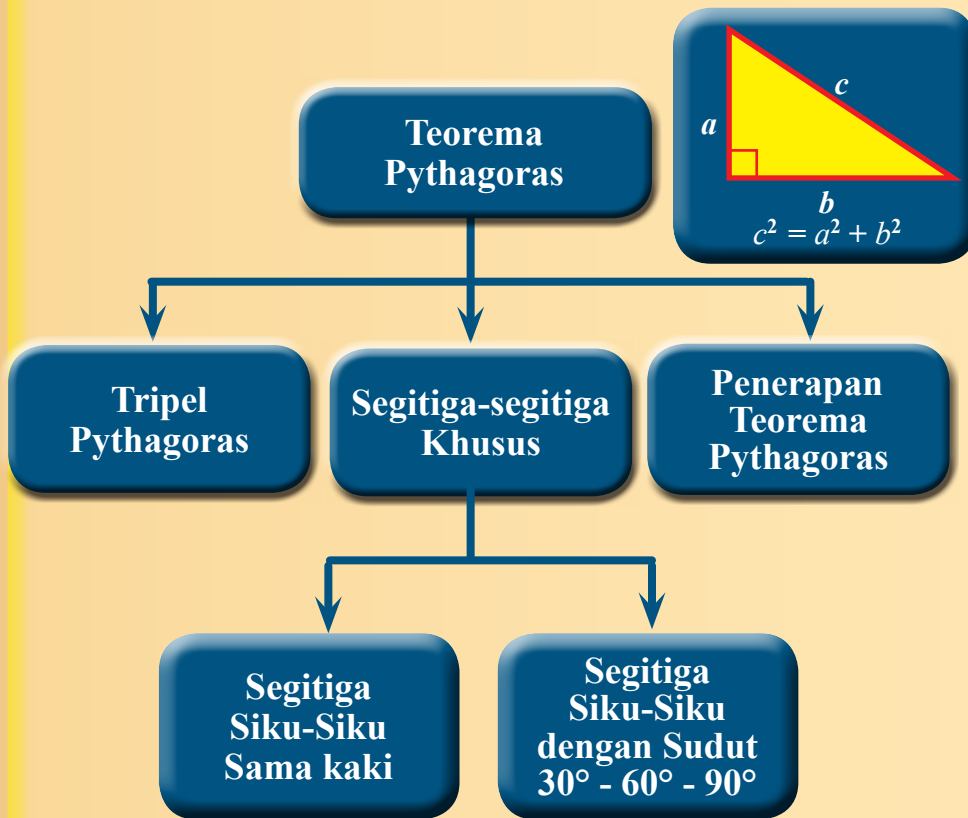 Teorema
Pythagoras
a
c
b
c² = a² + b²
Tripel
Pythagoras
Segitiga-segitiga
Khusus
Penerapan
Teorema
Pythagoras
Segitiga
Siku-Siku
Sama kaki
Segitiga
Siku-Siku
dengan Sudut
30° - 60° - 90°